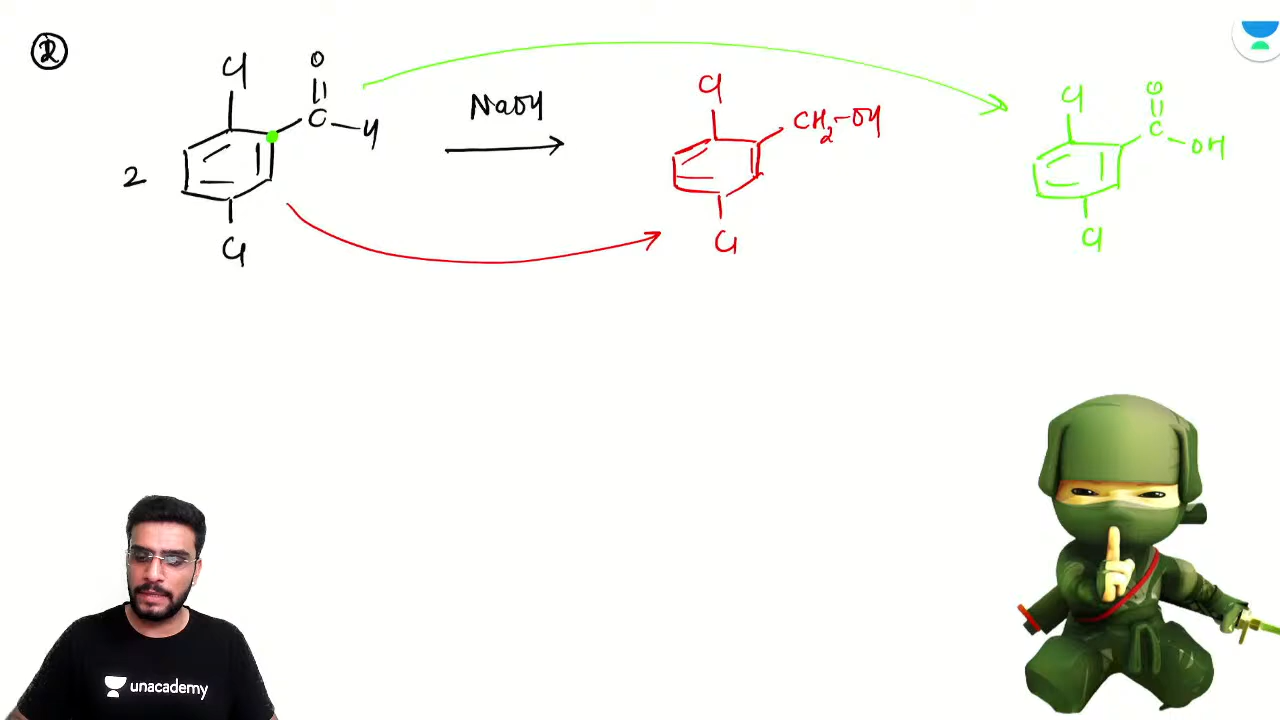 ②
2
Cl
O
||
C-H
Cl
NaOH
Cl
CH₂-OH
Cl
Cl
O
||
C-OH
Cl
unacademy